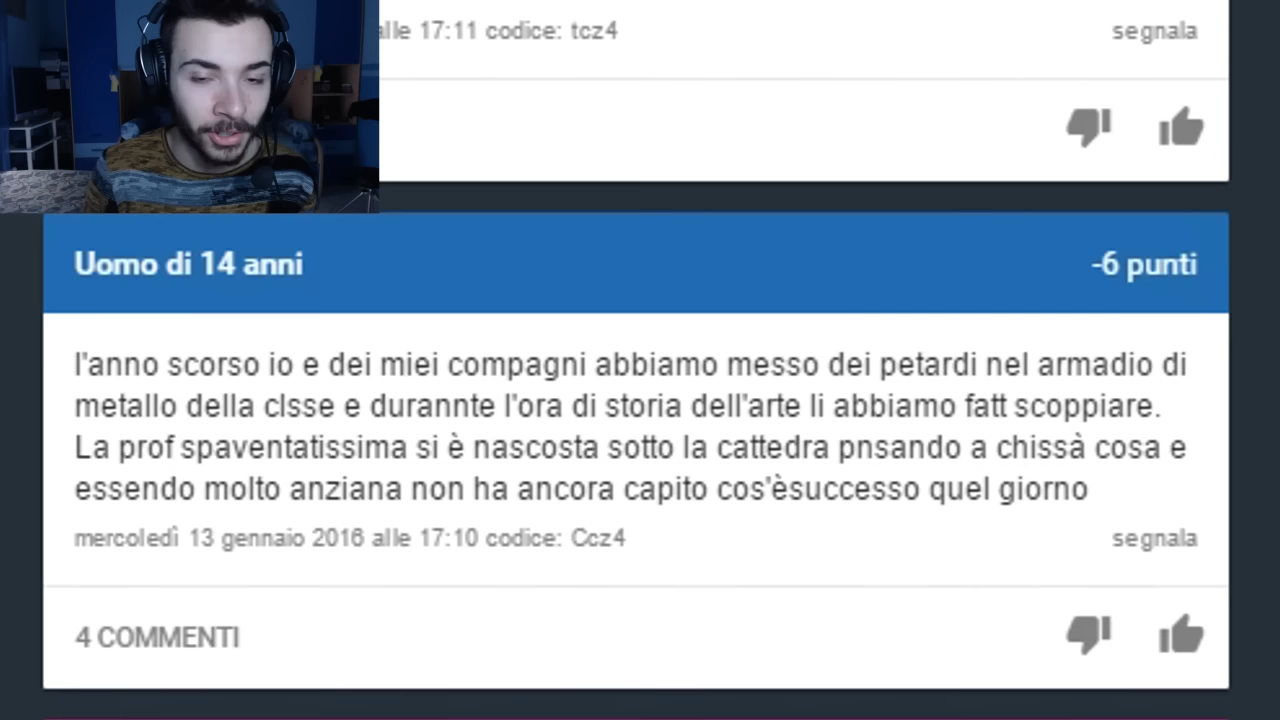 alle 17:11 codice: tcz4 segnala
Uomo di 14 anni -6 punti
l'anno scorso io e dei miei compagni abbiamo messo dei petardi nel armadio di
metallo della clsse e durannte l'ora di storia dell'arte li abbiamo fatt scoppiare.
La prof spaventatissima si è nascosta sotto la cattedra pnsando a chissà cosa e
essendo molto anziana non ha ancora capito cos'èsuccesso quel giorno
mercoledì 13 gennaio 2016 alle 17:10 codice: Ccz4 segnala
4 COMMENTI